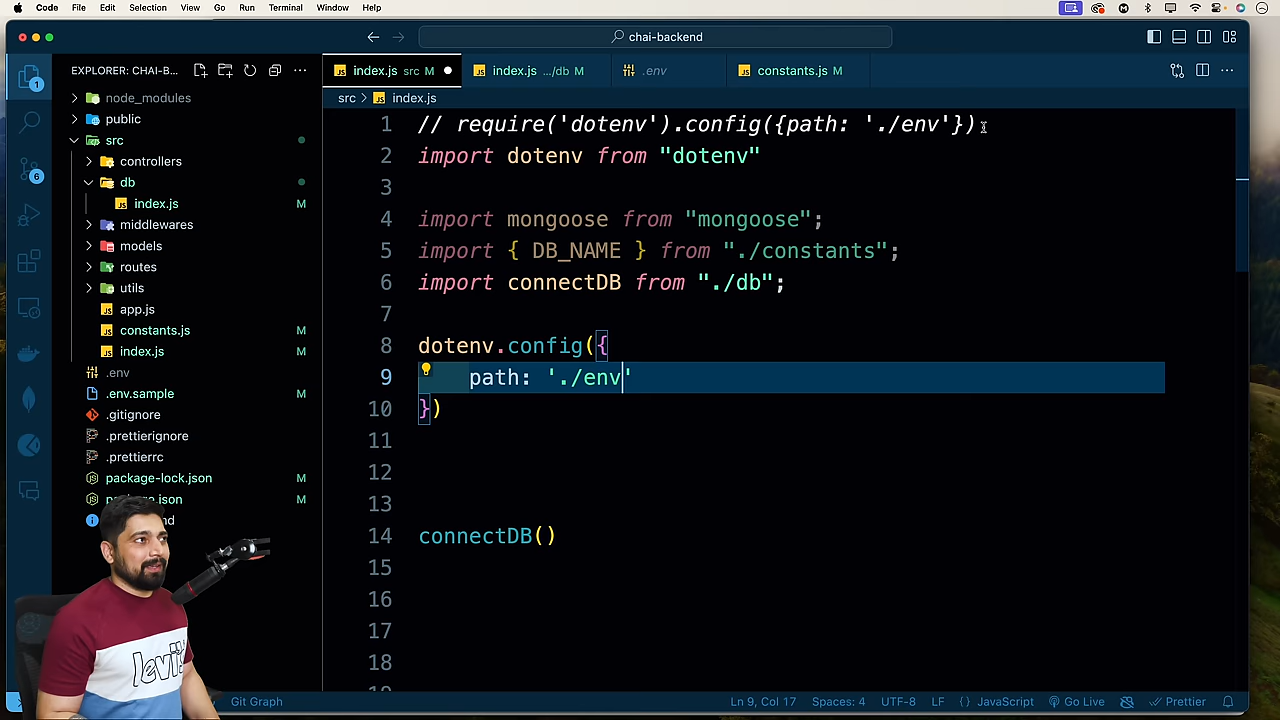 Code File Edit Selection View Go Run Terminal Window Help
chai-backend
EXPLORER: CHAI-B...
index.js src M
index.js .../db M
.env
constants.js M
src > index.js
node_modules
public
src
controllers
db
index.js M
middlewares
models
routes
utils
app.js
constants.js M
index.js M
.env
.env.sample M
.gitignore
.prettierignore
.prettierrc
package-lock.json M
M
1
6
1 // require('dotenv').config({path: './env'})
2 import dotenv from "dotenv"
3
4 import mongoose from "mongoose";
5 import { DB_NAME } from "./constants";
6 import connectDB from "./db";
7
8 dotenv.config({
9 path: './env'
10 })
11
12
13
14 connectDB()
15
16
17
18
levi's
Git Graph
Ln 9, Col 17 Spaces: 4 UTF-8 LF {} JavaScript Go Live Prettier